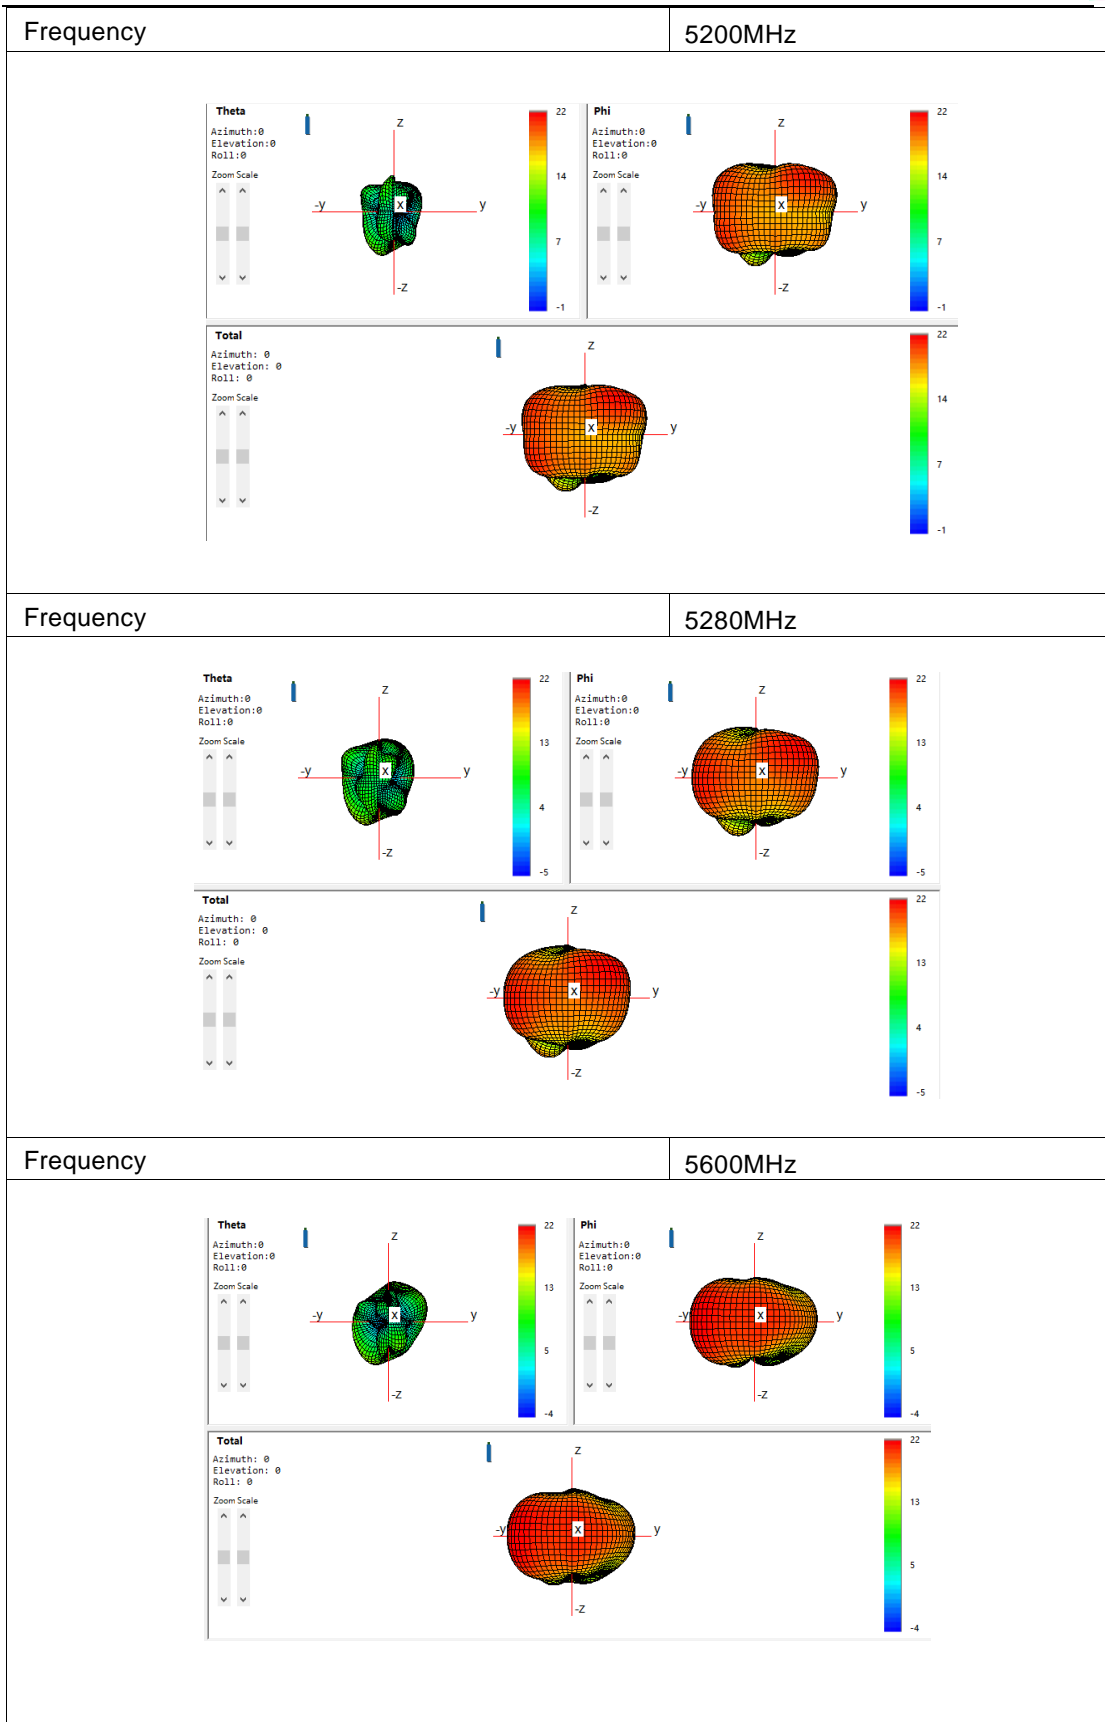 Frequency 5200MHz
Theta
Azimuth:0
Elevation:0
Roll:0
Zoom Scale
z
-y
x
y
-z
22
14
7
-1
Phi
Azimuth:0
Elevation:0
Roll:0
Zoom Scale
z
-y
x
y
-z
22
14
7
-1
Total
Azimuth: 0
Elevation: 0
Roll: 0
Zoom Scale
z
-y
x
y
-z
22
14
7
-1
Frequency 5280MHz
Theta
Azimuth:0
Elevation:0
Roll:0
Zoom Scale
z
-y
x
y
-z
22
13
4
-5
Phi
Azimuth:0
Elevation:0
Roll:0
Zoom Scale
z
-y
x
y
-z
22
13
4
-5
Total
Azimuth: 0
Elevation: 0
Roll: 0
Zoom Scale
z
-y
x
y
-z
22
13
4
-5
Frequency 5600MHz
Theta
Azimuth:0
Elevation:0
Roll:0
Zoom Scale
z
-y
x
y
-z
22
13
5
-4
Phi
Azimuth:0
Elevation:0
Roll:0
Zoom Scale
z
-y
x
y
-z
22
13
5
-4
Total
Azimuth: 0
Elevation: 0
Roll: 0
Zoom Scale
z
-y
x
y
-z
22
13
5
-4